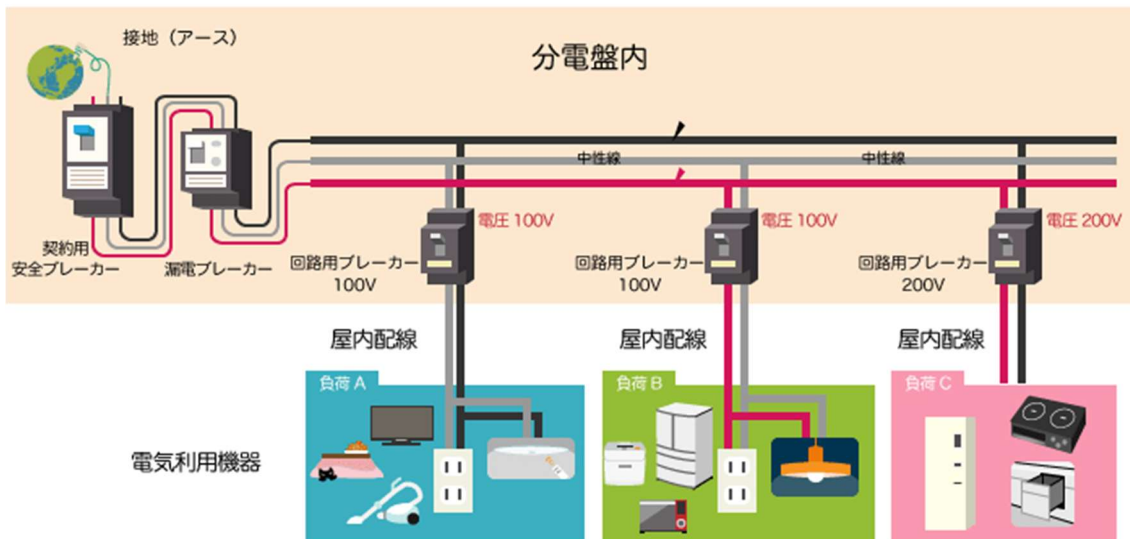 接地（アース）
分電盤内
中性線
中性線
電圧 100V
電圧 100V
電圧 200V
契約用
安全ブレーカー
漏電ブレーカー
回路用ブレーカー
100V
回路用ブレーカー
100V
回路用ブレーカー
200V
屋内配線
屋内配線
屋内配線
負荷 A
負荷 B
負荷 C
電気利用機器